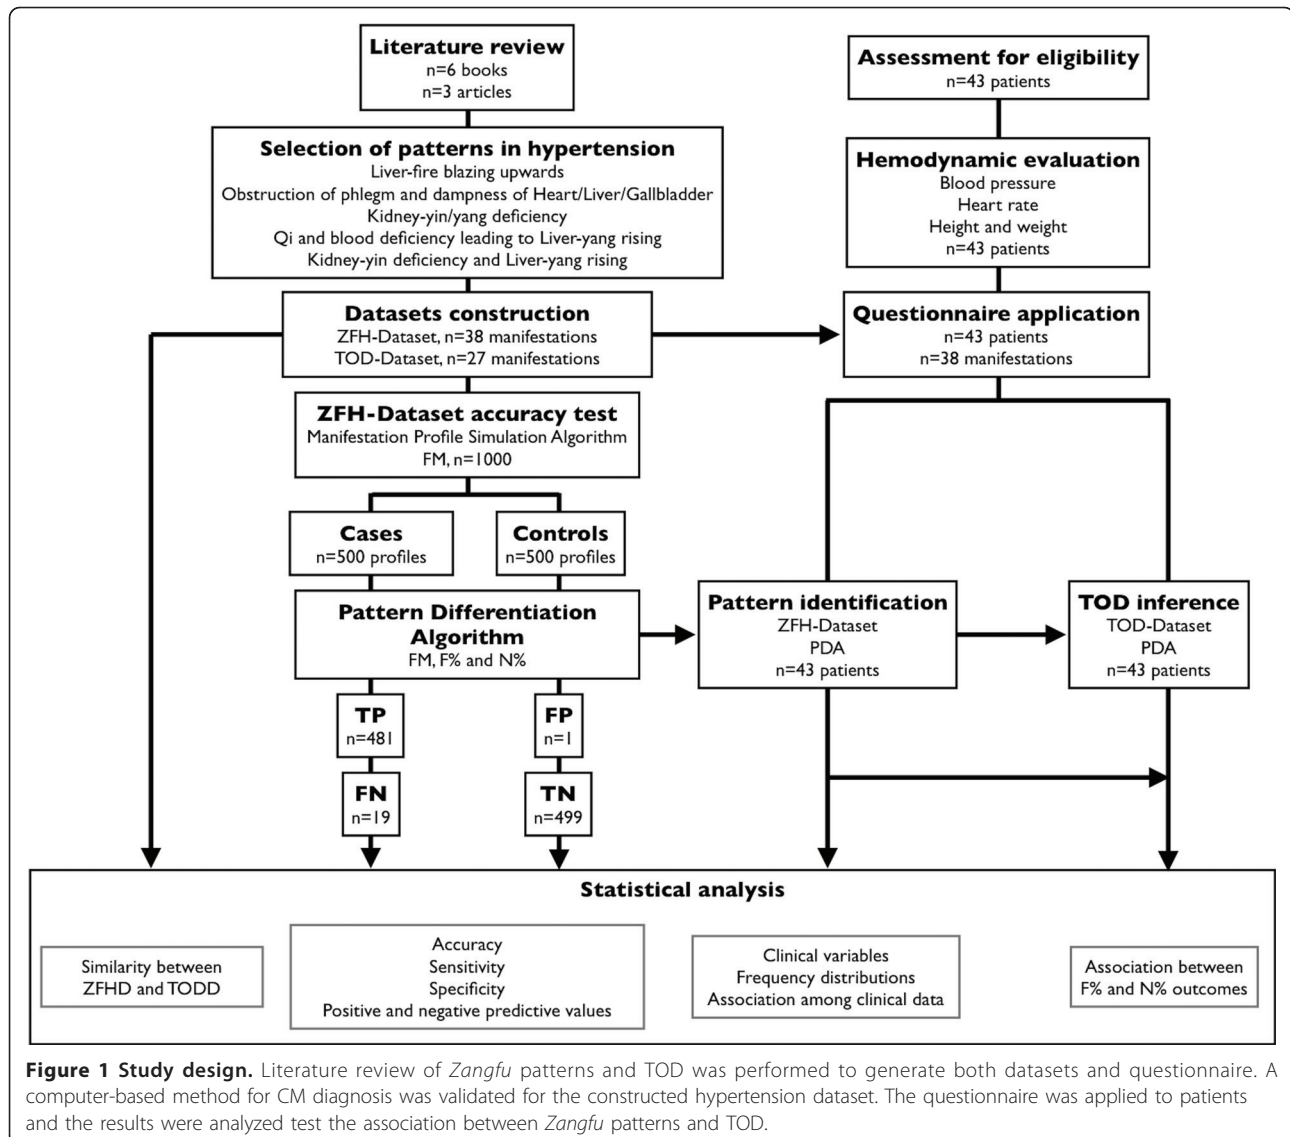 Literature review
n=6 books
n=3 articles
Selection of patterns in hypertension
Liver-fire blazing upwards
Obstruction of phlegm and dampness of Heart/Liver/Gallbladder
Kidney-yin/yang deficiency
Qi and blood deficiency leading to Liver-yang rising
Kidney-yin deficiency and Liver-yang rising
Datasets construction
ZFH-Dataset, n=38 manifestations
TOD-Dataset, n=27 manifestations
ZFH-Dataset accuracy test
Manifestation Profile Simulation Algorithm
FM, n=1000
Cases
n=500 profiles
Controls
n=500 profiles
Pattern Differentiation
Algorithm
FM, F% and N%
TP
n=481
FP
n=1
FN
n=19
TN
n=499
Assessment for eligibility
n=43 patients
Hemodynamic evaluation
Blood pressure
Heart rate
Height and weight
n=43 patients
Questionnaire application
n=43 patients
n=38 manifestations
Pattern identification
ZFH-Dataset
PDA
n=43 patients
TOD inference
TOD-Dataset
PDA
n=43 patients
Statistical analysis
Similarity between
ZFHD and TODD
Accuracy
Sensitivity
Specificity
Positive and negative predictive values
Clinical variables
Frequency distributions
Association among clinical data
Association between
F% and N% outcomes
Figure 1 Study design. Literature review of Zangfu patterns and TOD was performed to generate both datasets and questionnaire. A
computer-based method for CM diagnosis was validated for the constructed hypertension dataset. The questionnaire was applied to patients
and the results were analyzed test the association between Zangfu patterns and TOD.